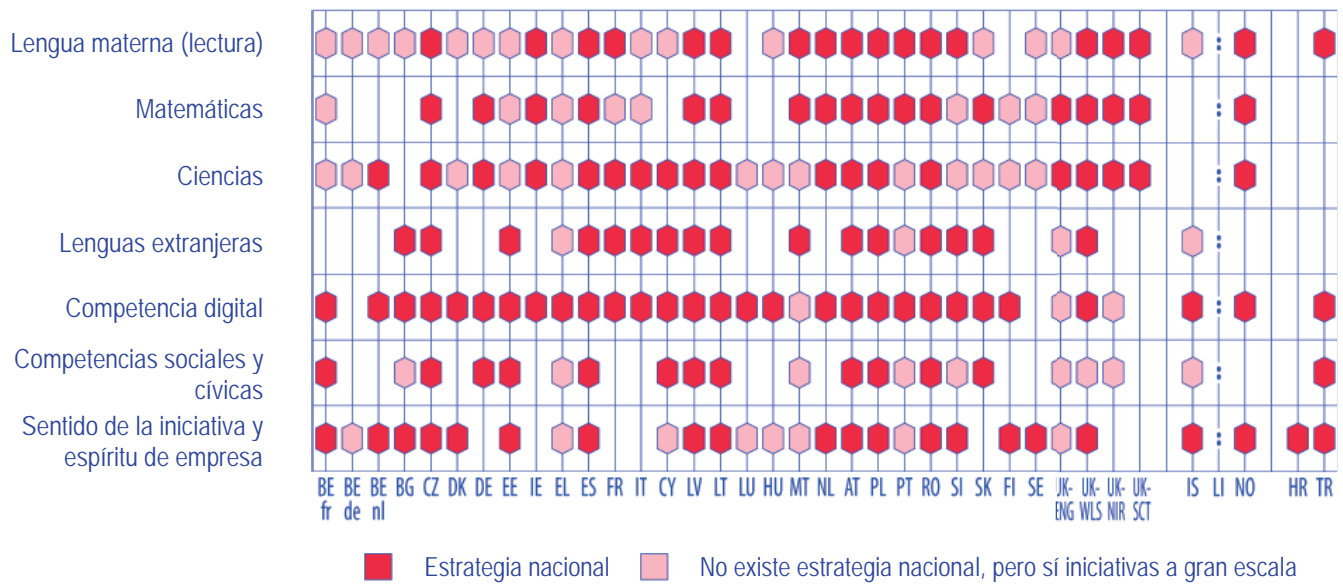 Lengua materna (lectura)
Matemáticas
Ciencias
Lenguas extranjeras
Competencia digital
Competencias sociales y
cívicas
Sentido de la iniciativa y
espíritu de empresa
BE BE BE BG CZ DK DE EE IE EL ES FR IT CY LV LT LU HU MT NL AT PL PT RO SI SK FI SE UK- UK- UK- UK- IS LI NO HR TR
fr de nl ENG WLS NIR SCT
Estrategia nacional No existe estrategia nacional, pero sí iniciativas a gran escala